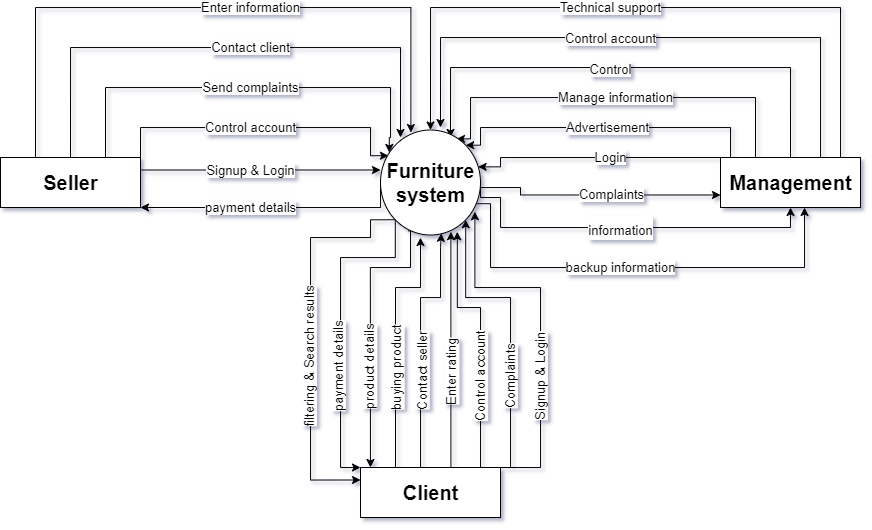 Enter information
Technical support
Contact client
Control account
Send complaints
Control
Control account
Manage information
Signup & Login
Advertisement
payment details
Login
Complaints
information
backup information
Seller
Furniture
system
Management
filtering & Search results
payment details
product details
buying product
Contact seller
Enter rating
Control account
Complaints
Signup & Login
Client